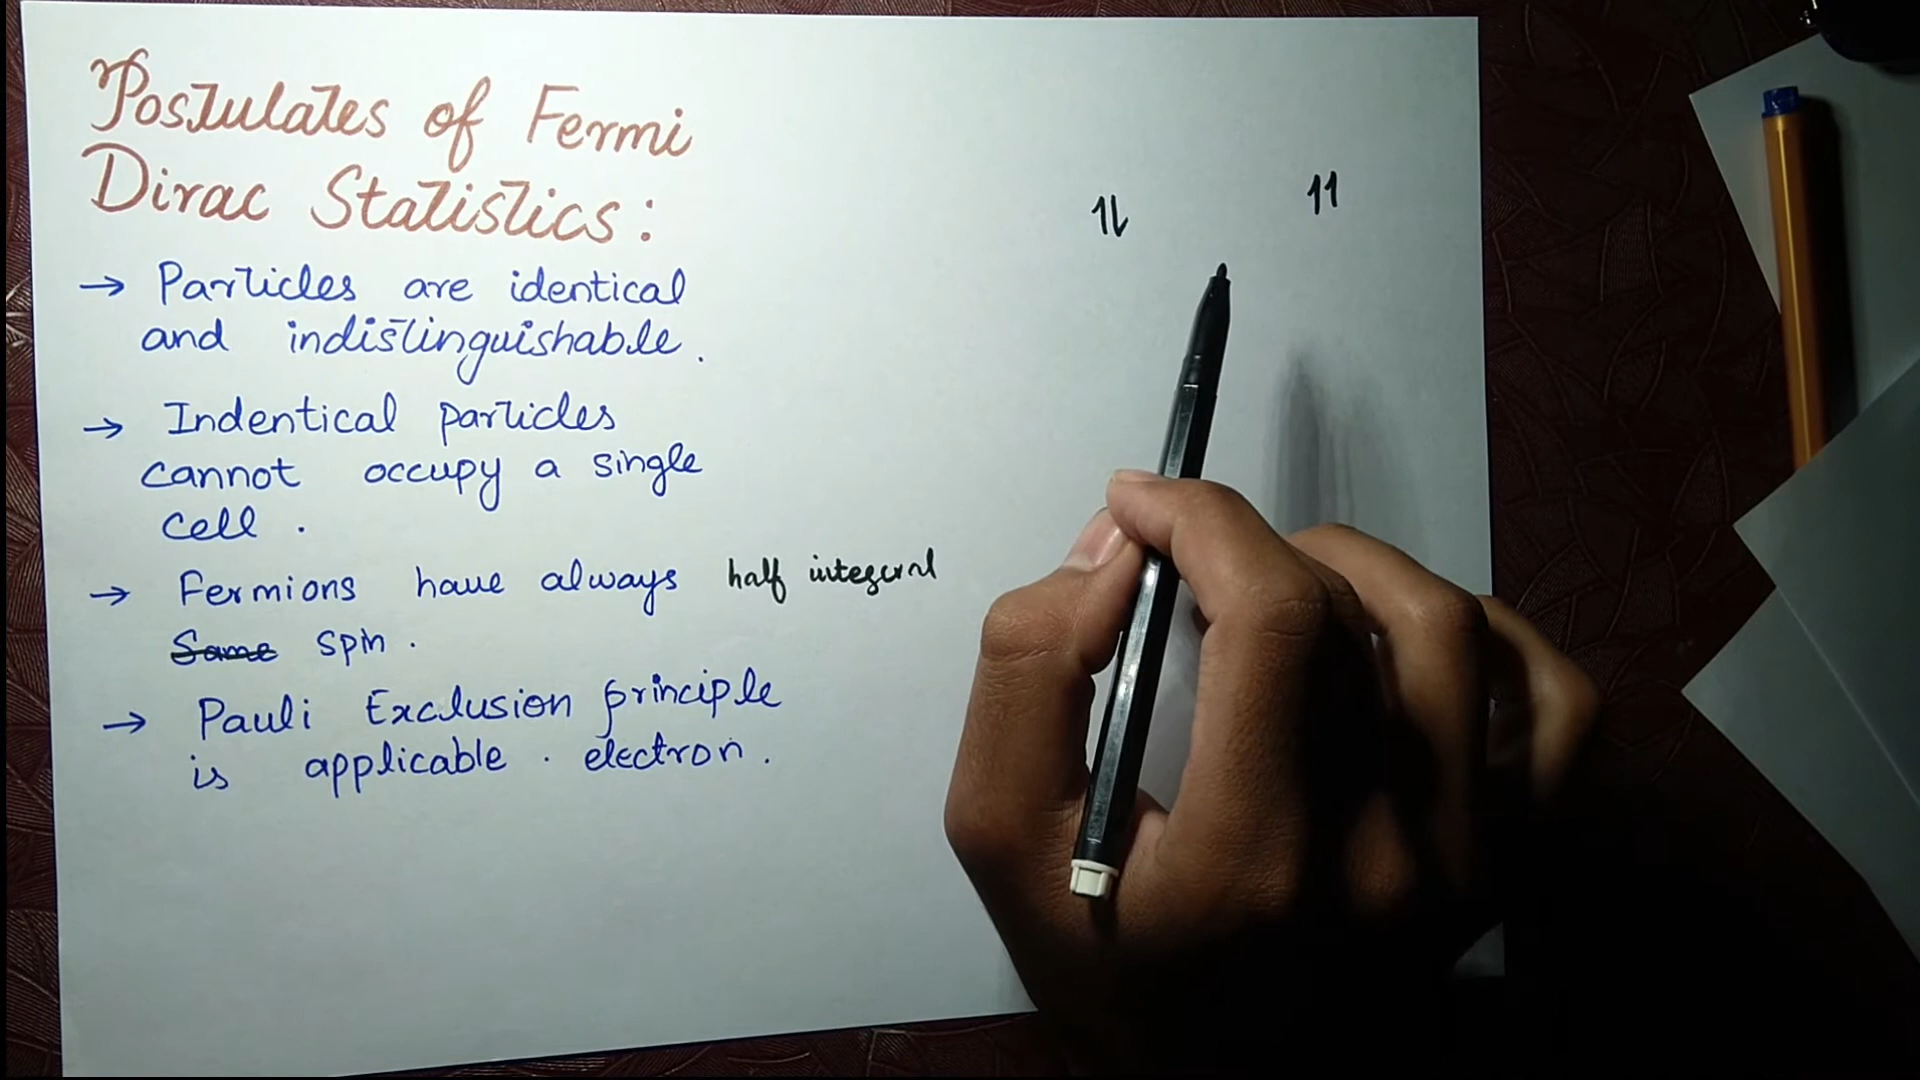 Postulates of Fermi
Dirac Statistics:
→ Particles are identical
and indistinguishable.
→ Indentical particles
cannot occupy a single
cell.
→ Fermions have always half integral
Same spin.
→ Pauli Exclusion principle
is applicable. electron.
↑↓ ↑↑